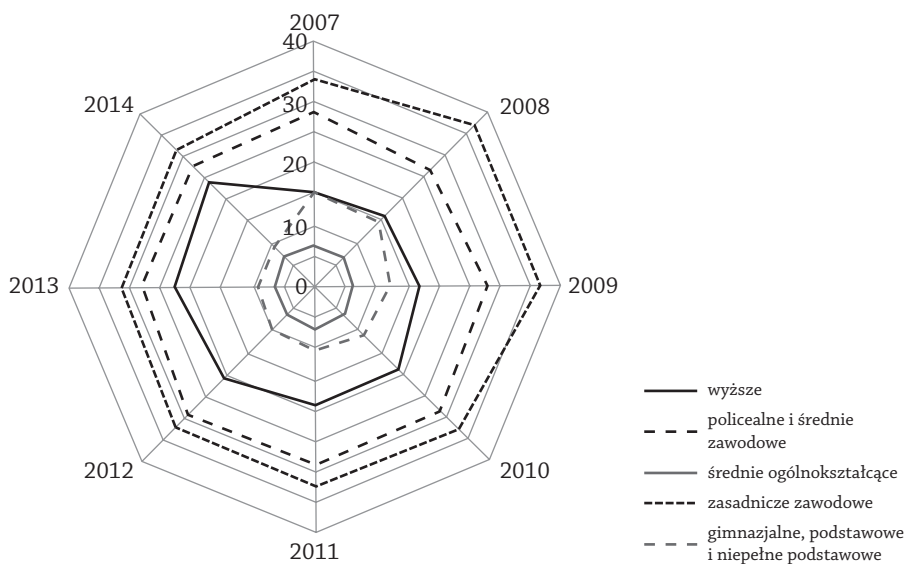 2007
40
2014
2008
30
20
10
2013
0
2009
2012
2010
2011
wyższe
policealne i średnie
zawodowe
średnie ogólnokształcące
zasadnicze zawodowe
gimnazjalne, podstawowe
i niepełne podstawowe